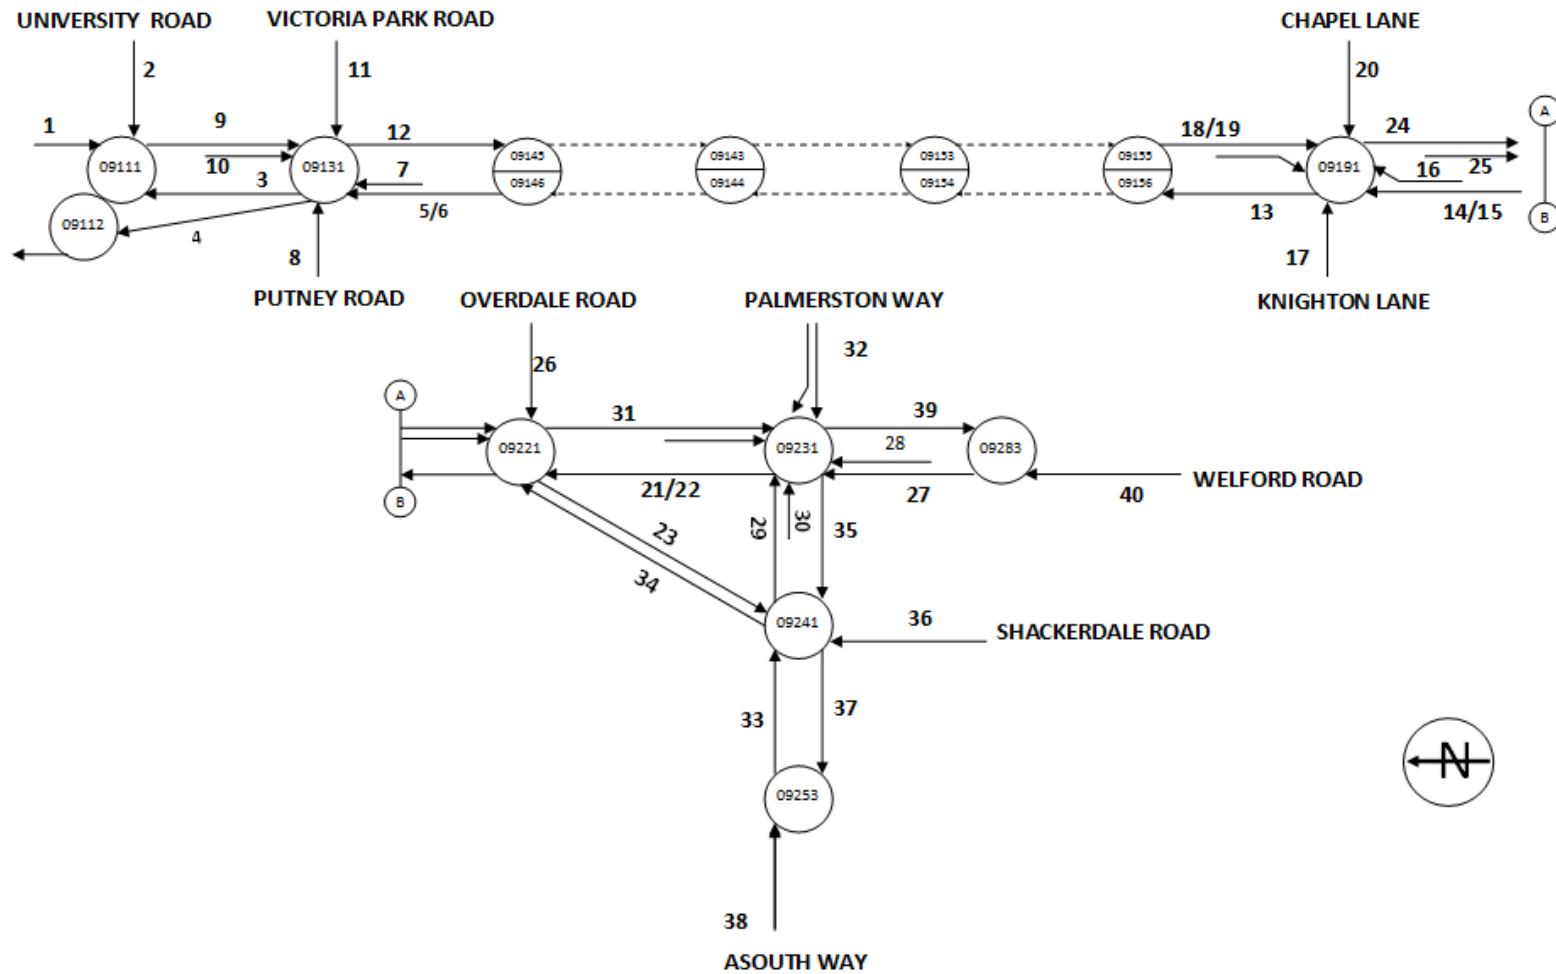 UNIVERSITY ROAD VICTORIA PARK ROAD CHAPEL LANE
2 11 20
1 9 12 18/19 24 A
09111 10 09131 7 09145 09143 09153 09155 09191 16 25
09146 09144 09154 09156
3 5/6 13 14/15 B
09112 4
8 17
PUTNEY ROAD OVERDALE ROAD PALMERSTON WAY KNIGHTON LANE
26 32
A 31 39
09221 09231 28 09283
B 21/22 27 40 WELFORD ROAD
23 29 30 35
34
09241 36 SHACKERDALE ROAD
33 37
N
09253
38
ASOUTH WAY